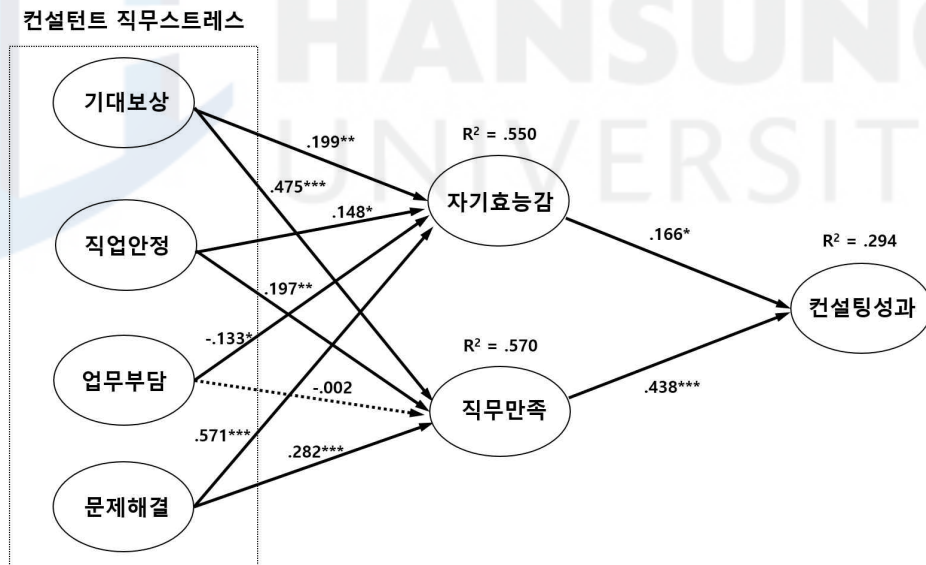 컨설턴트 직무스트레스
HANSUNG
UNIVERSIT
기대보상
직업안정
업무부담
문제해결
.199**
.475***
.148*
.197**
-.133*
-.002
.571***
.282***
R² = .550
자기효능감
R² = .570
직무만족
.166*
.438***
R² = .294
컨설팅성과